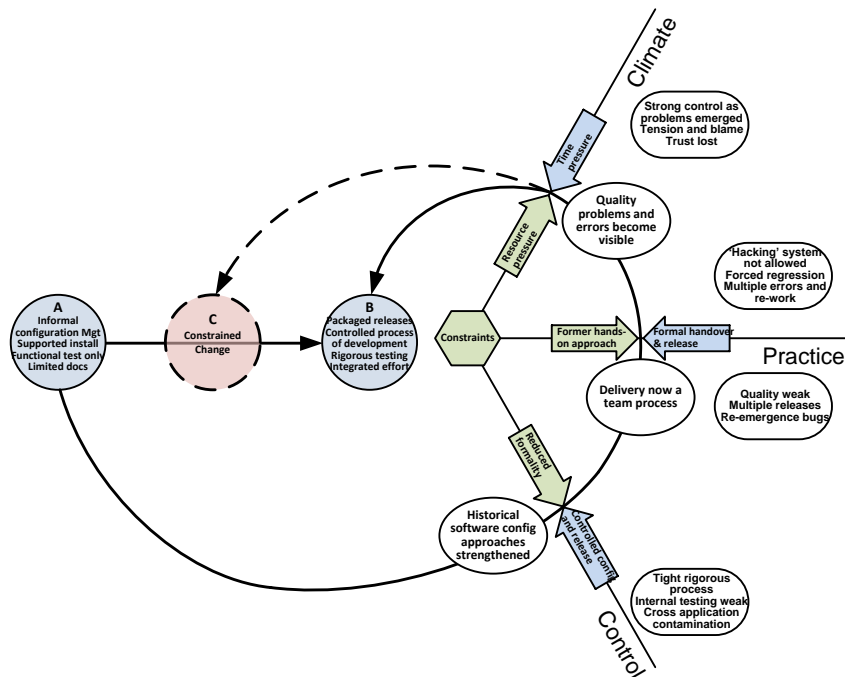 Climate
Strong control as
problems emerged
Tension and blame
Trust lost
Time
pressure
Resource
pressure
Quality
problems and
errors become
visible
'Hacking' system
not allowed
Forced regression
Multiple errors and
re-work
A
Informal
configuration Mgt
Supported install
Functional test only
Limited docs
C
Constrained
Change
B
Packaged releases
Controlled process
of development
Rigorous testing
Integrated effort
Constraints
Former hands-
on approach
Formal handover
& release
Practice
Delivery now a
team process
Quality weak
Multiple releases
Re-emergence bugs
Reduced
formality
Historical
software config
approaches
strengthened
Controlled config
and release
Tight rigorous
process
Internal testing weak
Cross application
contamination
Control